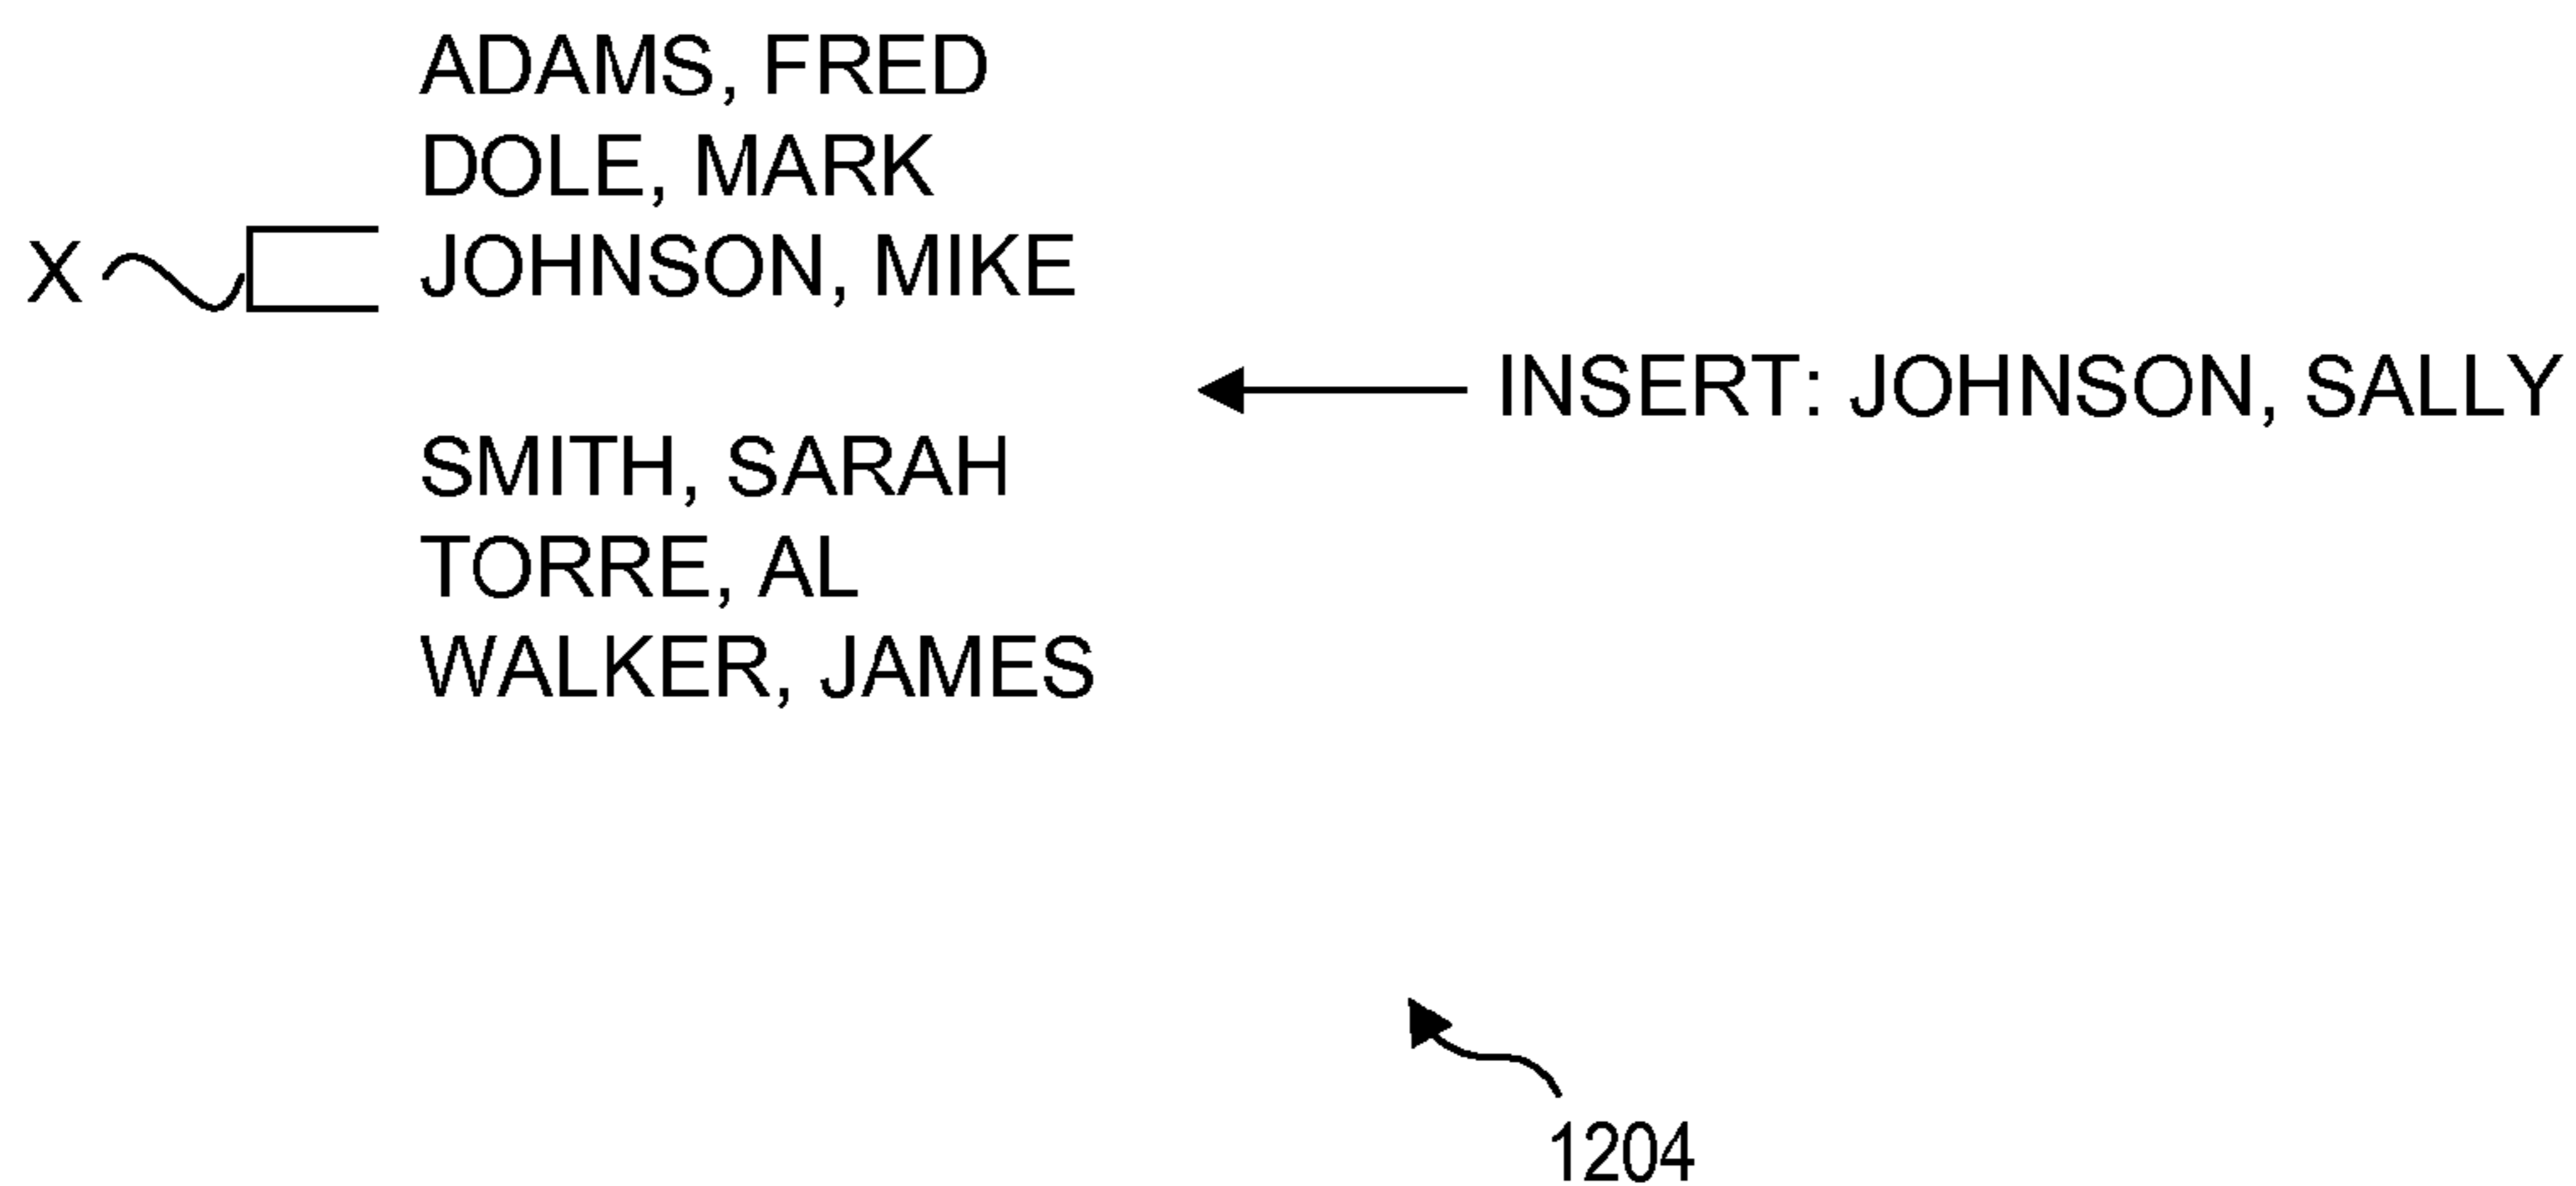 ADAMS, FRED
DOLE, MARK
X JOHNSON, MIKE
INSERT: JOHNSON, SALLY
SMITH, SARAH
TORRE, AL
WALKER, JAMES
1204